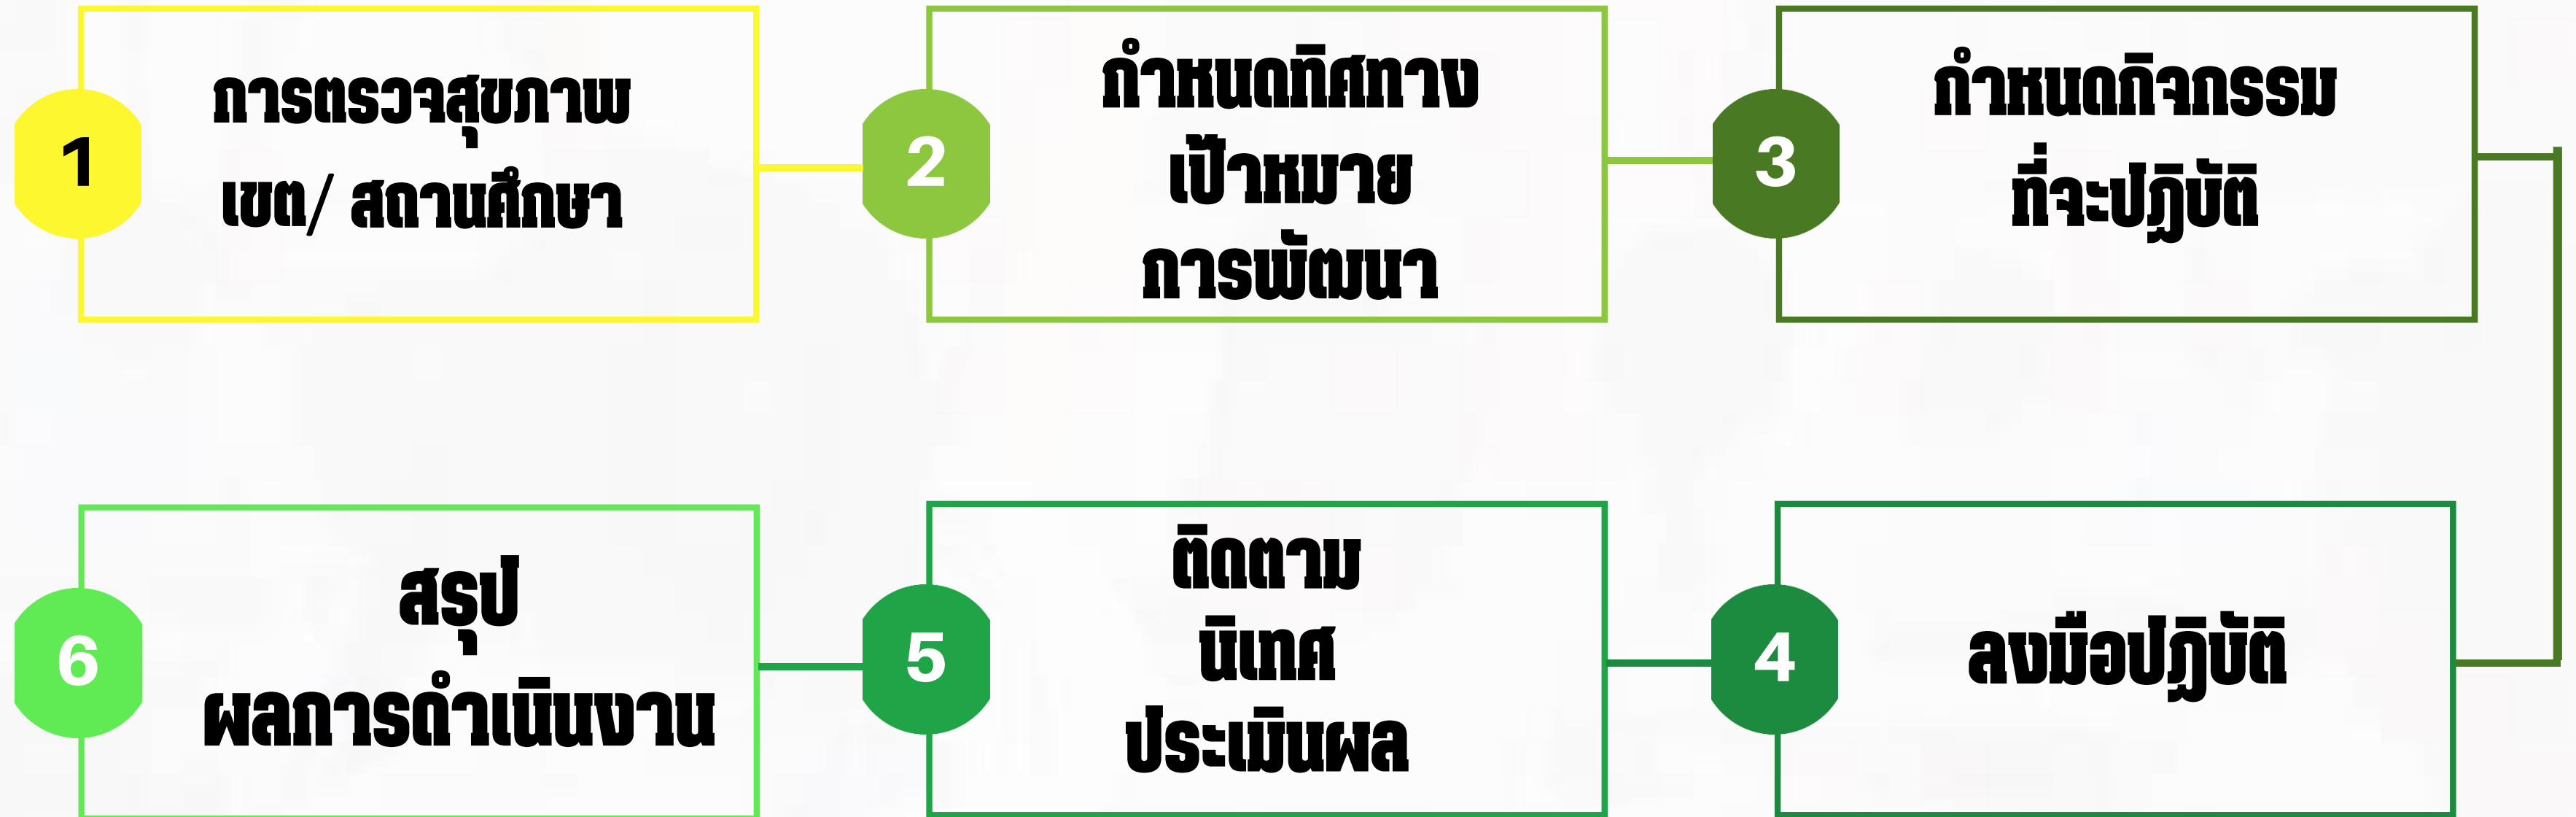 1
การตรวจสุขภาพ
เขต/ สถานศึกษา
2
กำหนดทิศทาง
เป้าหมาย
การพัฒนา
3
กำหนดกิจกรรม
ที่จะปฏิบัติ
4
ลงมือปฏิบัติ
5
ติดตาม
นิเทศ
ประเมินผล
6
สรุป
ผลการดำเนินงาน